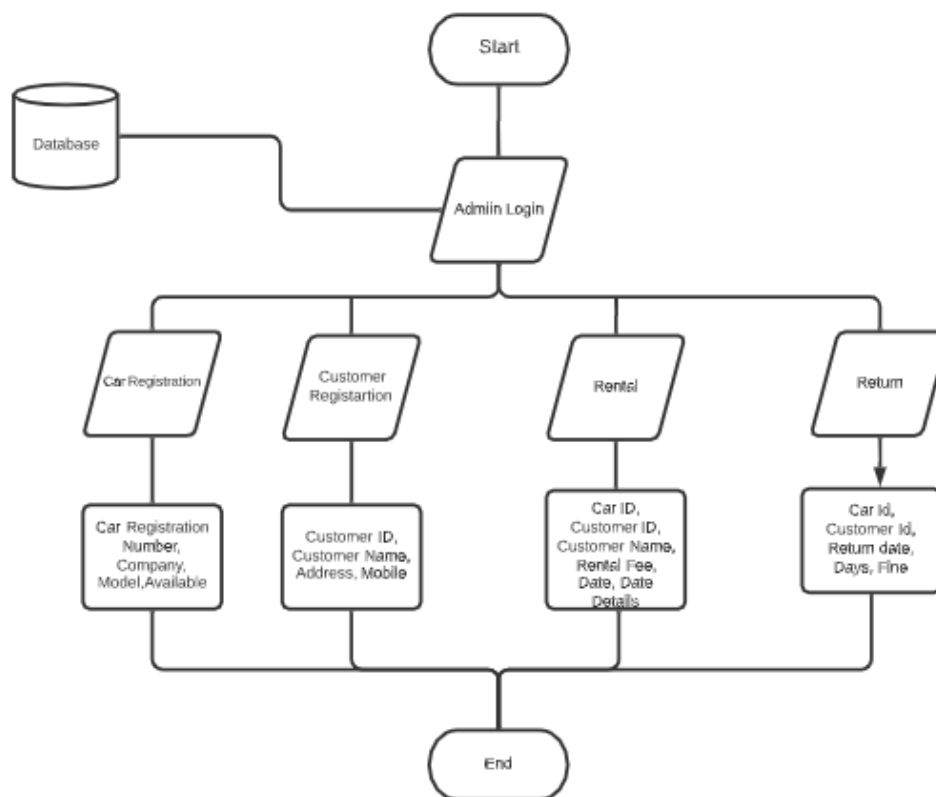 Start
Database
Admiin Login
Car Registration
Customer
Registartion
Rental
Return
Car Registration
Number,
Company,
Model,Available
Customer ID,
Customer Name,
Address, Mobile
Car ID,
Customer ID,
Customer Name,
Rental Fee,
Date, Date
Details
Car Id,
Customer Id,
Return date,
Days, Fine
End